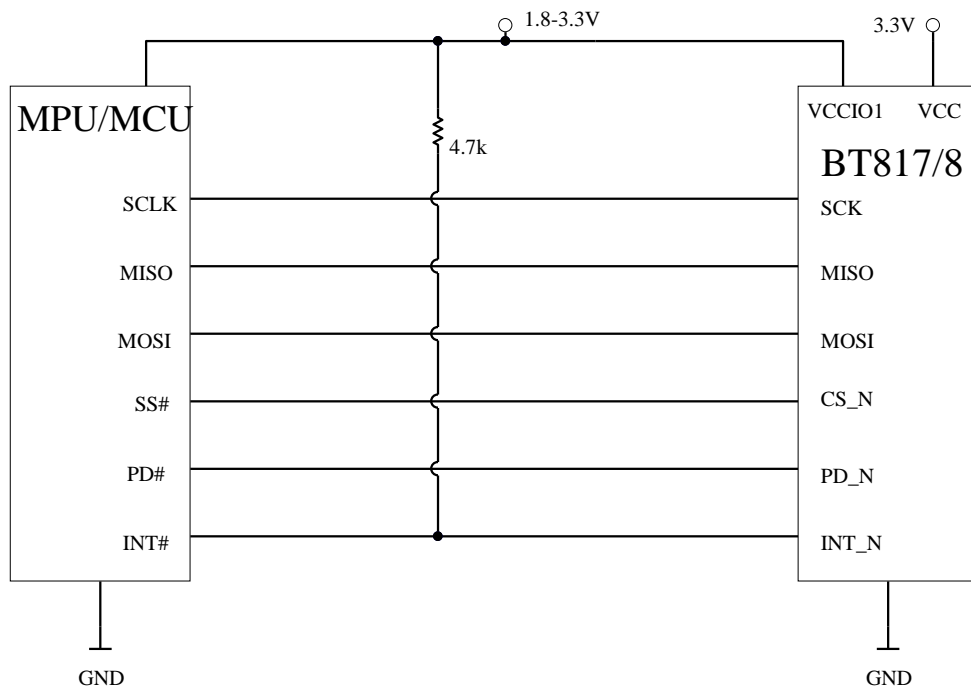 1.8-3.3V
3.3V
MPU/MCU
VCCIO1
VCC
4.7k
BT817/8
SCLK
SCK
MISO
MISO
MOSI
MOSI
SS#
CS_N
PD#
PD_N
INT#
INT_N
GND
GND